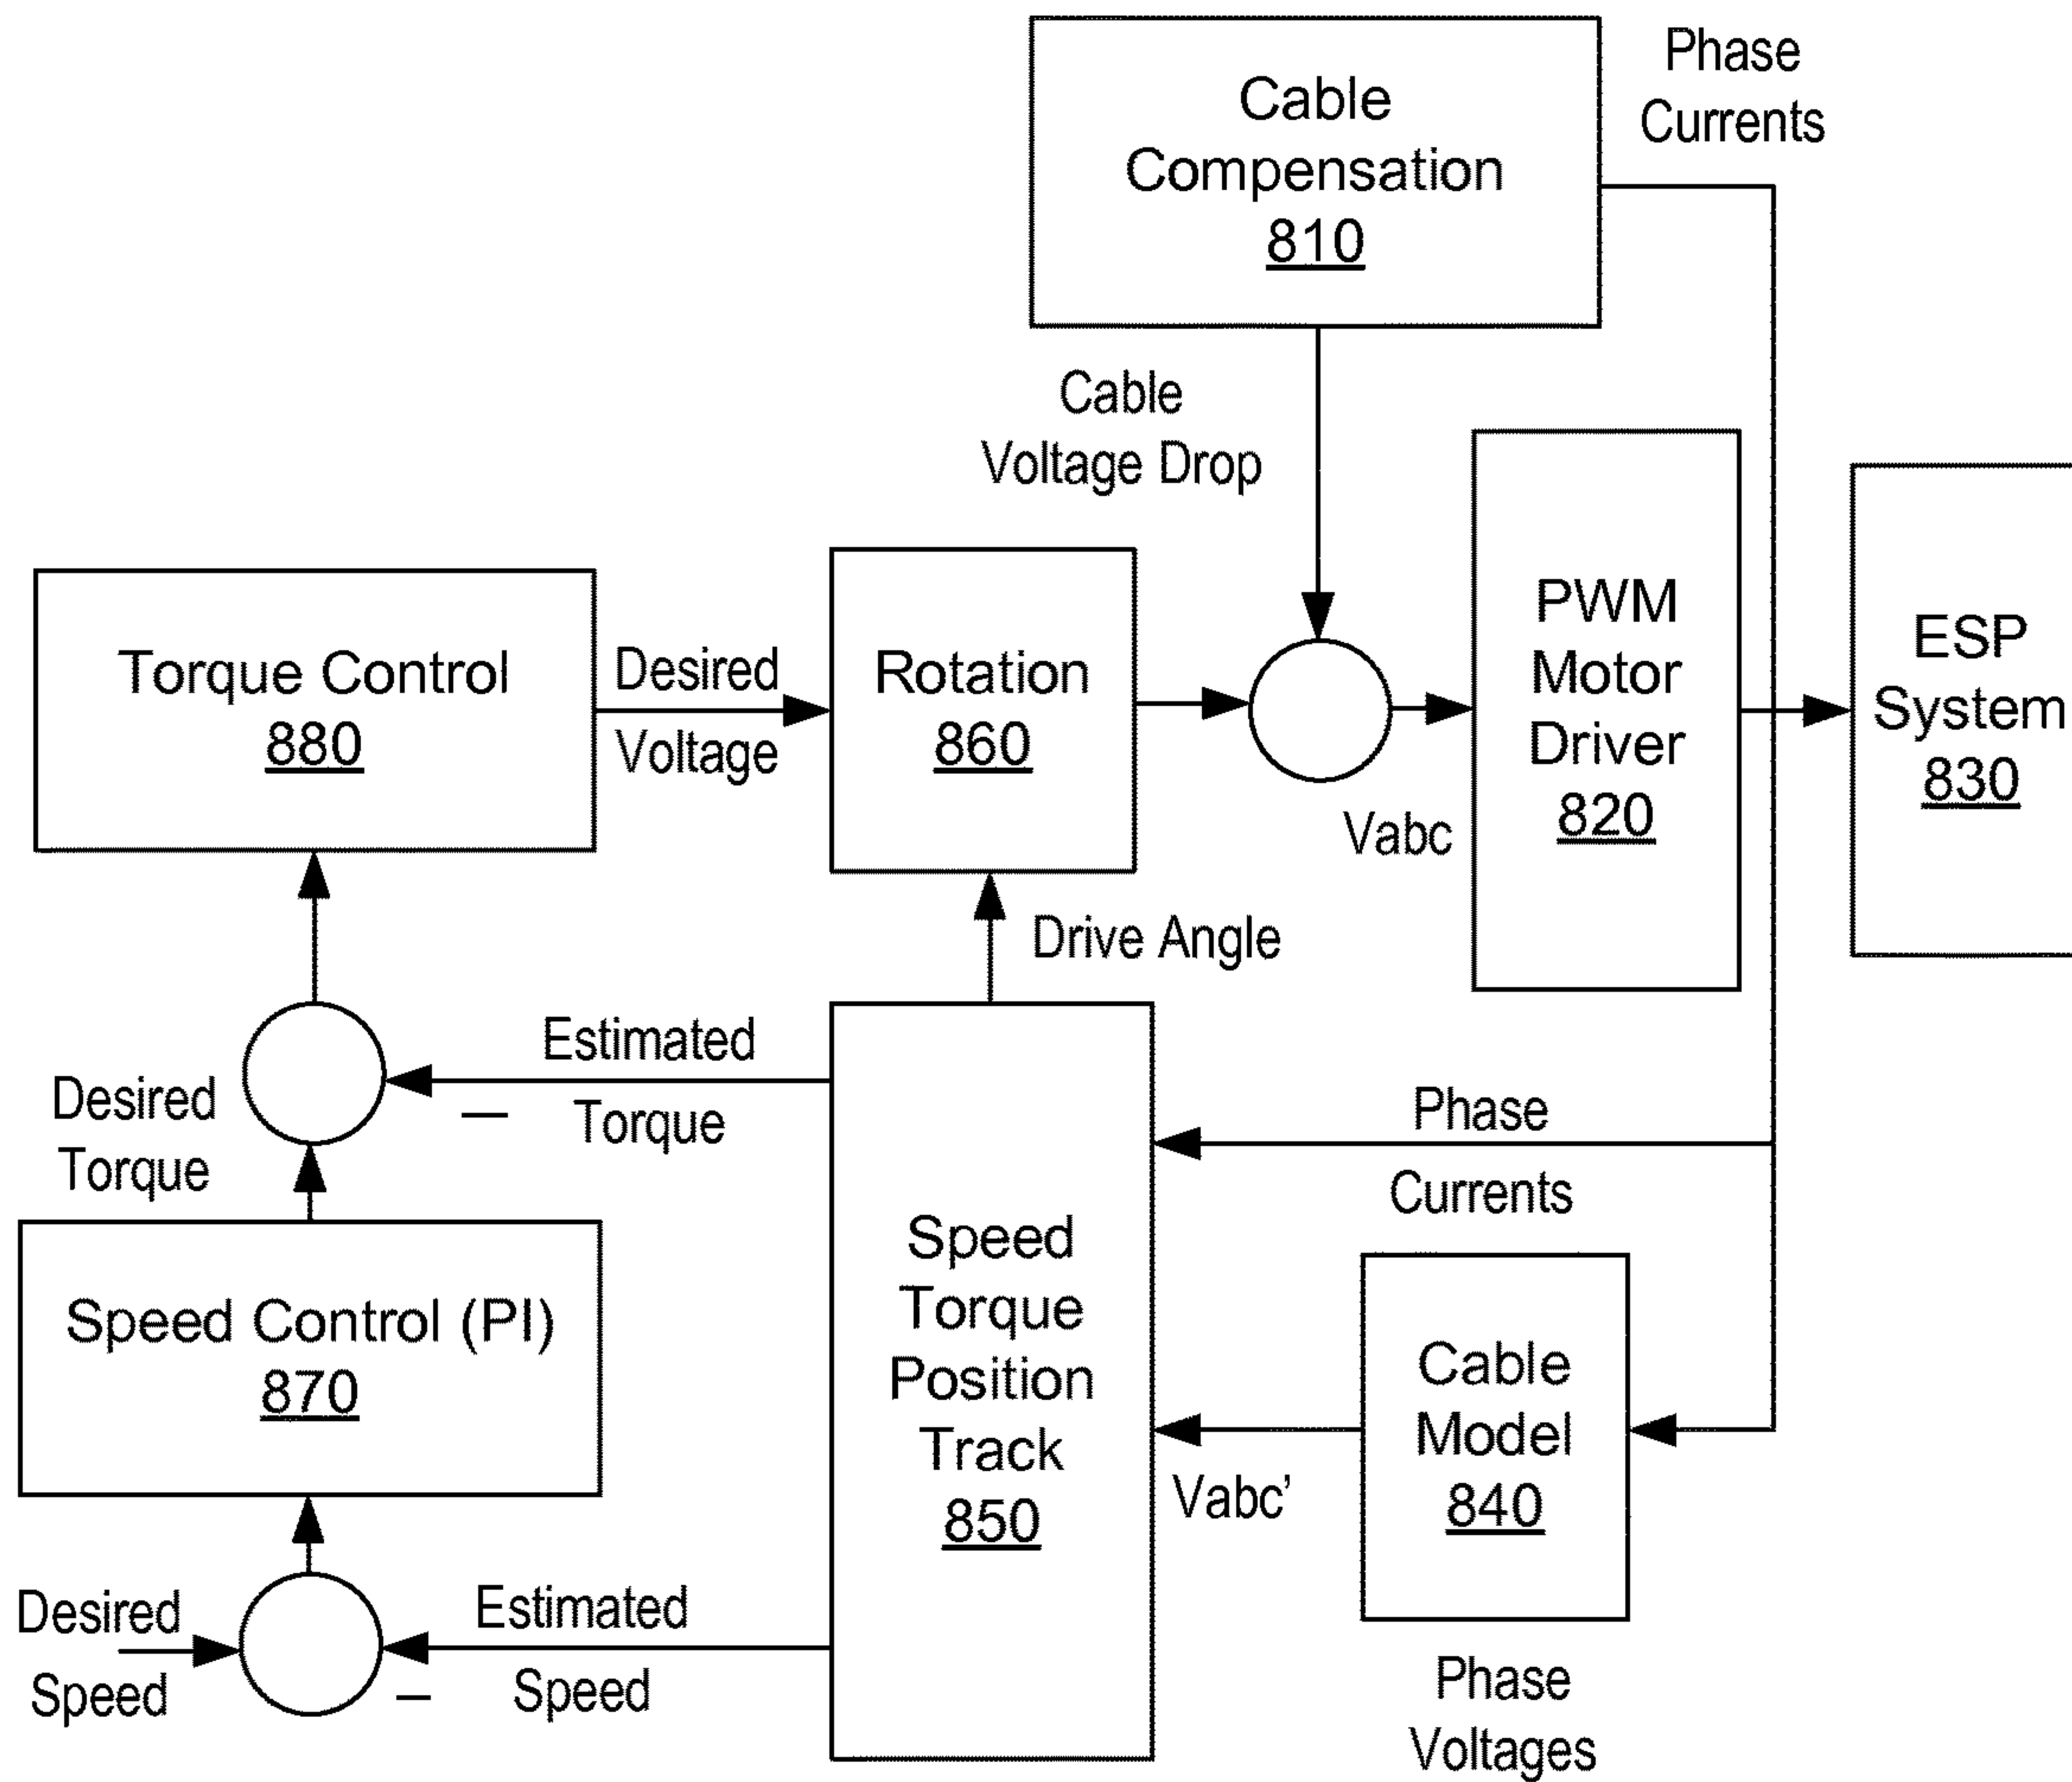 Cable
Compensation
810
Phase
Currents
Cable
Voltage Drop
Torque Control
880
Desired
Voltage
Rotation
860
Vabc
PWM
Motor
Driver
820
ESP
System
830
Drive Angle
Desired
Torque
—
Estimated
Torque
Phase
Currents
Speed
Torque
Position
Track
850
Speed Control (PI)
870
Cable
Model
840
Vabc’
Desired
Speed
–
Estimated
Speed
Phase
Voltages